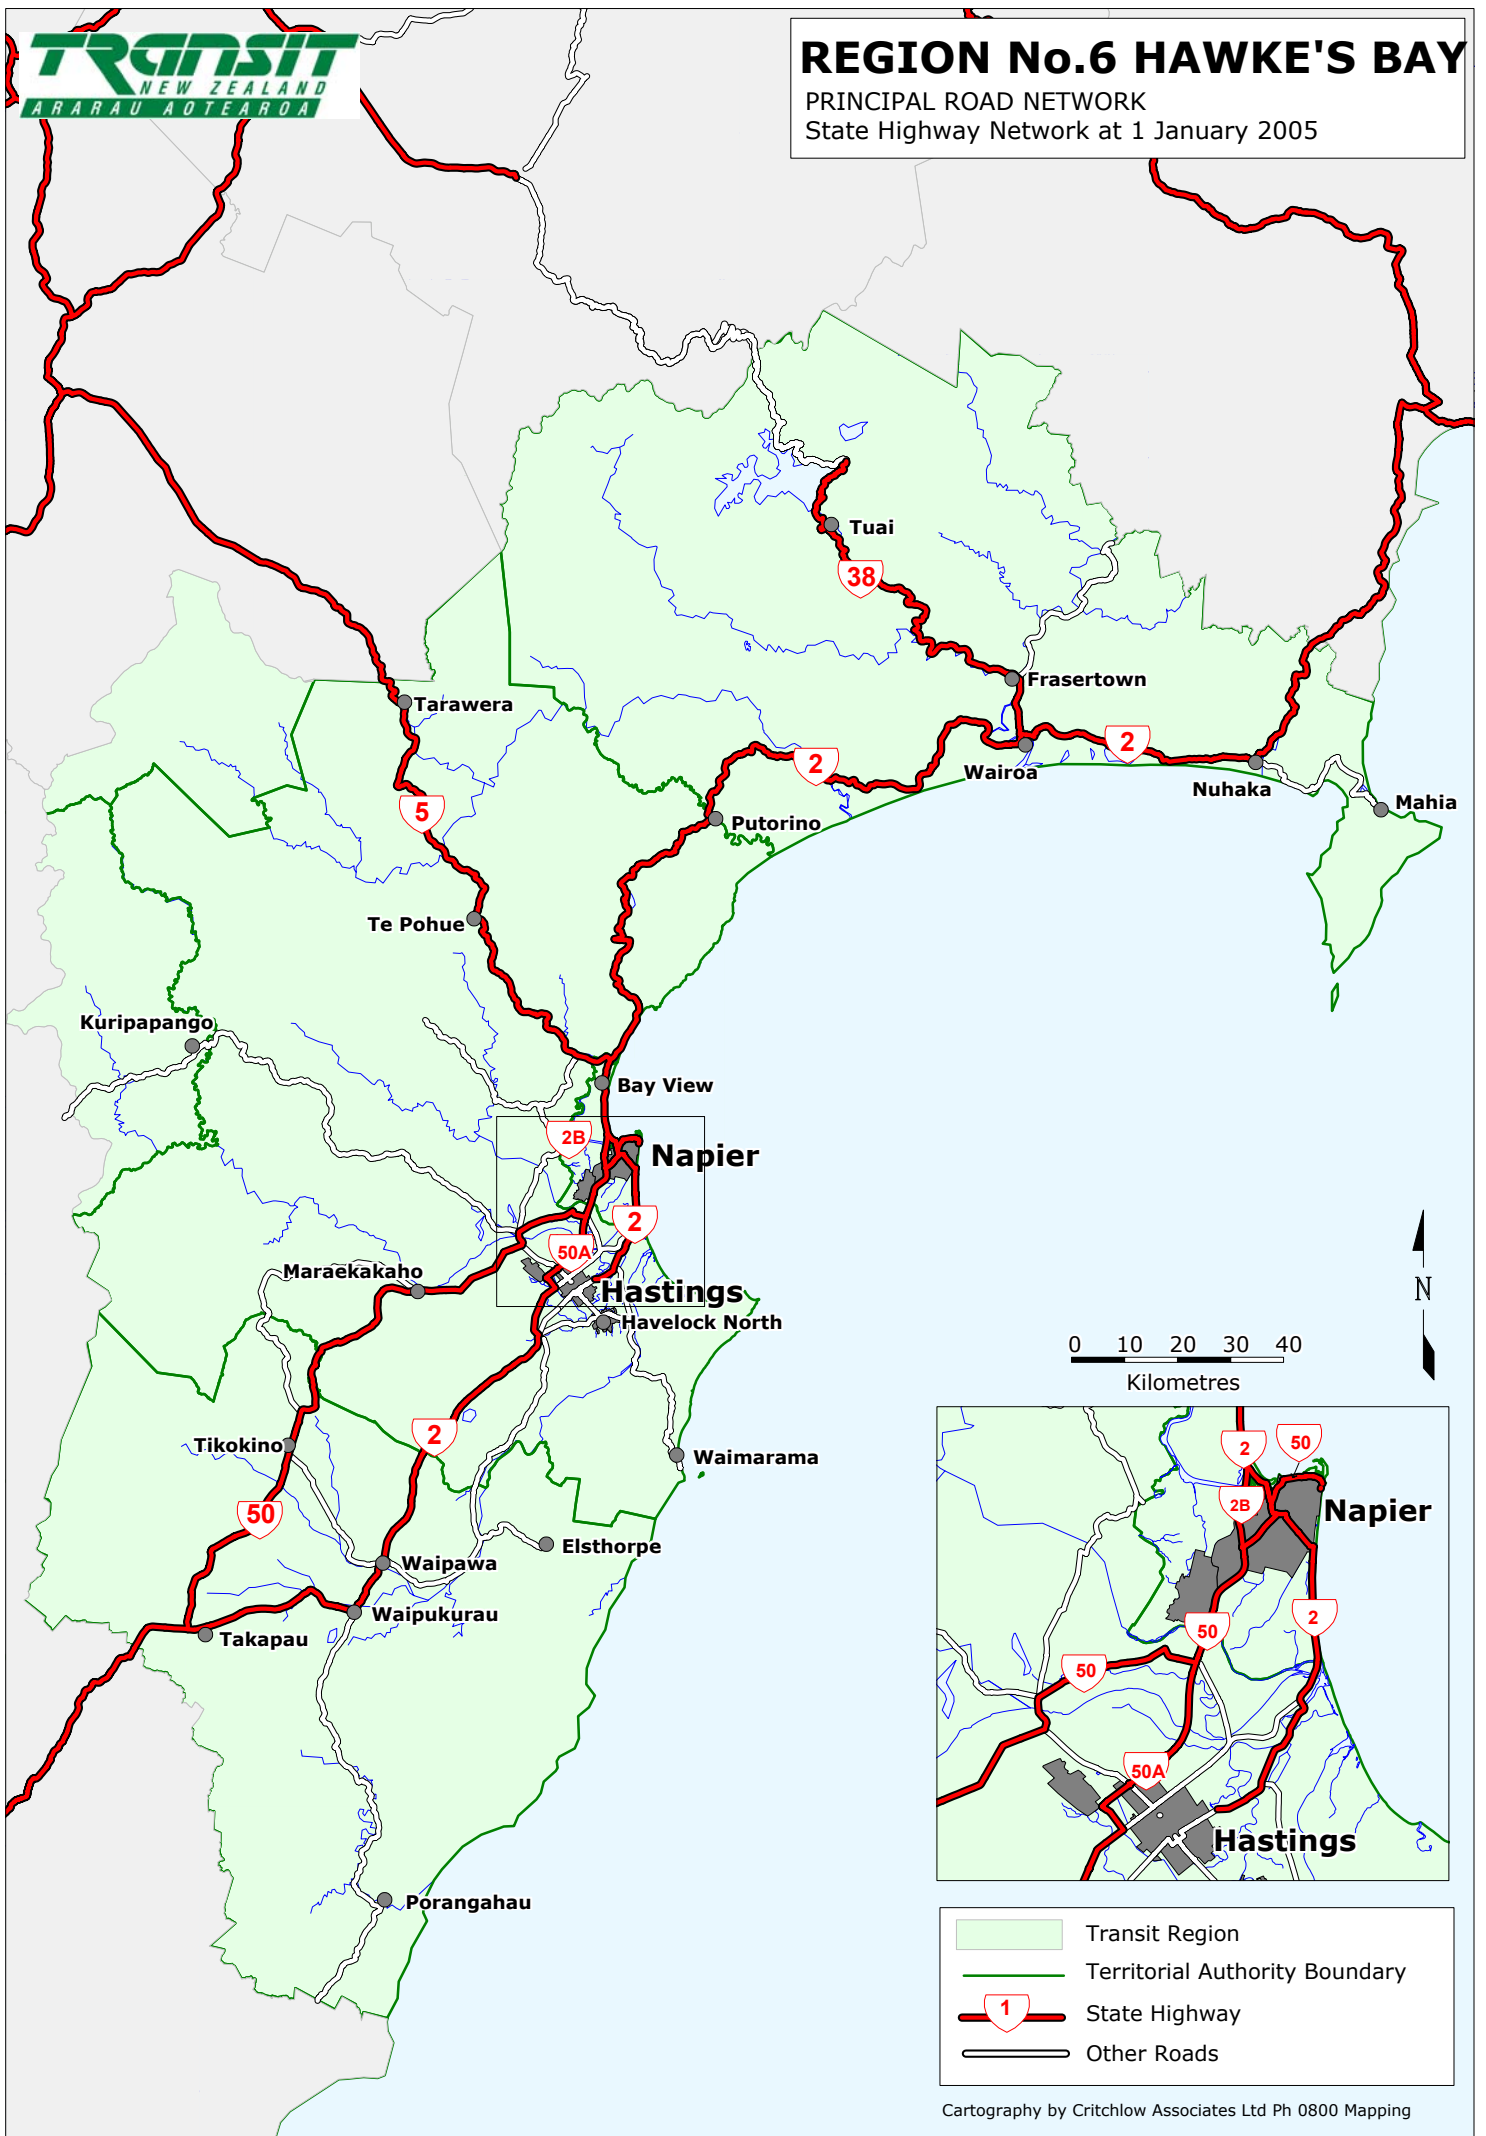 TRANSIT
NEW ZEALAND
ARARAU AOTEAROA
REGION No.6 HAWKE'S BAY
PRINCIPAL ROAD NETWORK
State Highway Network at 1 January 2005
Tuai
38
Frasertown
Tarawera
2
2
Wairoa
Nuhaka
Mahia
5
Putorino
Te Pohue
Kuripapango
Bay View
2B
Napier
2
50A
Maraekakaho
Hastings
Havelock North
0 10 20 30 40
Kilometres
N
2
Tikokino
Waimarama
50
Elsthorpe
Waipawa
Waipukurau
Takapau
Porangahau
2
50
2B
Napier
50
2
50
50A
Hastings
Transit Region
Territorial Authority Boundary
1
State Highway
Other Roads
Cartography by Critchlow Associates Ltd Ph 0800 Mapping